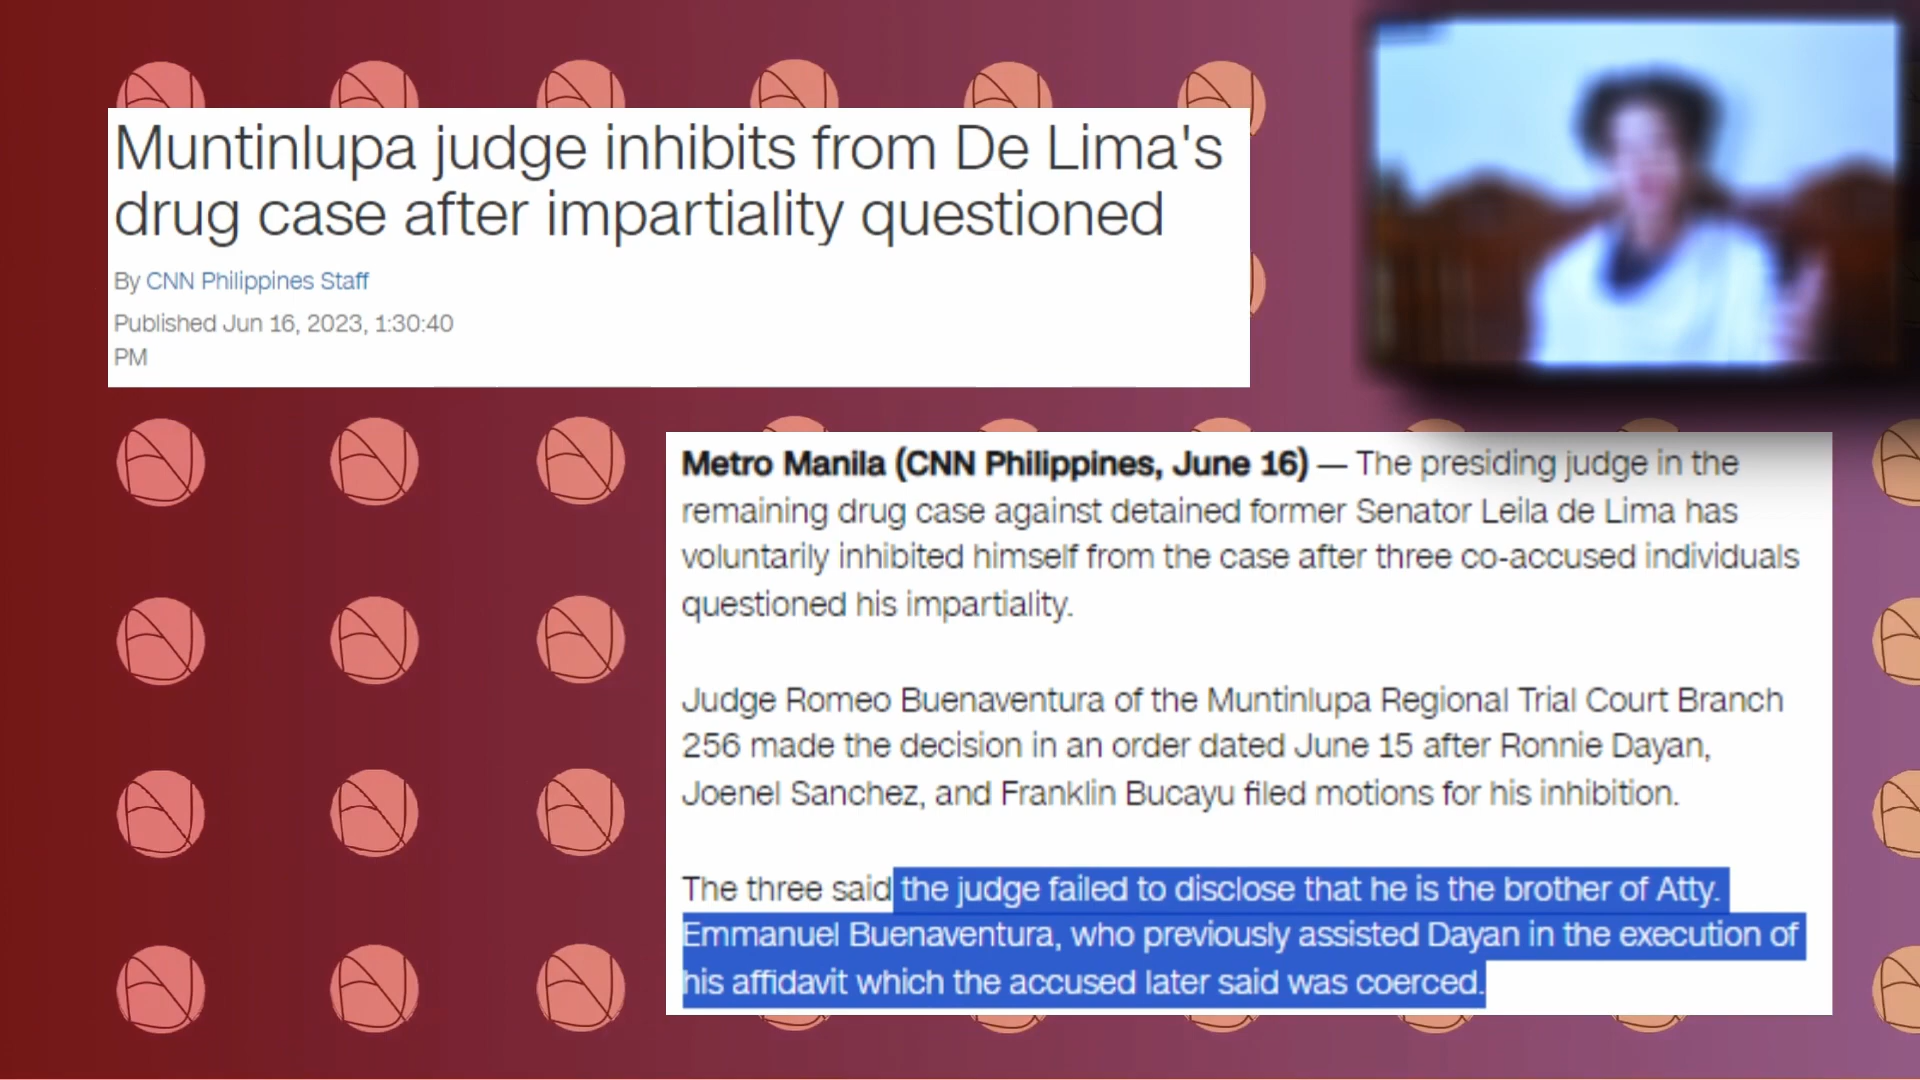 Muntinlupa judge inhibits from De Lima's
drug case after impartiality questioned
By CNN Philippines Staff
Published Jun 16, 2023, 1:30:40
PM
Metro Manila (CNN Philippines, June 16) — The presiding judge in the
remaining drug case against detained former Senator Leila de Lima has
voluntarily inhibited himself from the case after three co-accused individuals
questioned his impartiality.
Judge Romeo Buenaventura of the Muntinlupa Regional Trial Court Branch
256 made the decision in an order dated June 15 after Ronnie Dayan,
Joenel Sanchez, and Franklin Bucayu filed motions for his inhibition.
The three said the judge failed to disclose that he is the brother of Atty.
Emmanuel Buenaventura, who previously assisted Dayan in the execution of
his affidavit which the accused later said was coerced.